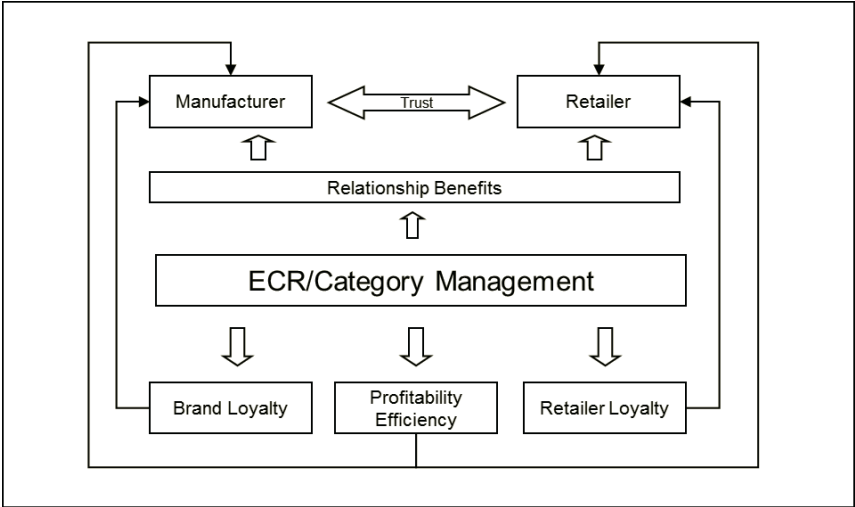 Manufacturer
Trust
Retailer
Relationship Benefits
ECR/Category Management
Brand Loyalty
Profitability
Efficiency
Retailer Loyalty